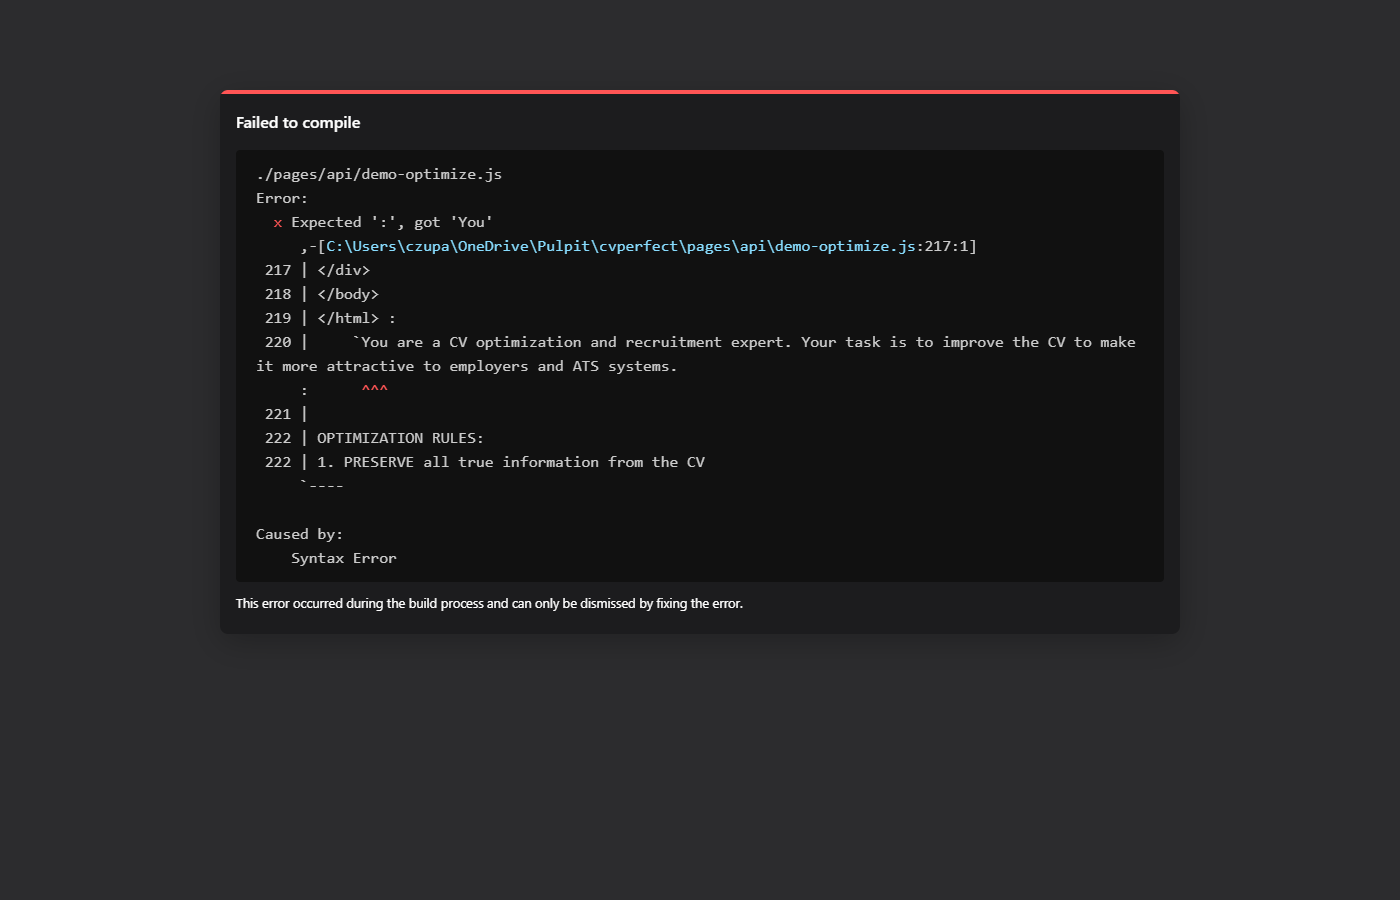 Failed to compile
./pages/api/demo-optimize.js
Error:
x Expected ':', got 'You'
,-[C:\Users\czupa\OneDrive\Pulpit\cvperfect\pages\api\demo-optimize.js:217:1]
217 | </div>
218 | </body>
219 | </html> :
220 |     `You are a CV optimization and recruitment expert. Your task is to improve the CV to make
it more attractive to employers and ATS systems.
:      ^^^
221 |
222 | OPTIMIZATION RULES:
222 | 1. PRESERVE all true information from the CV
`----
Caused by:
Syntax Error
This error occurred during the build process and can only be dismissed by fixing the error.